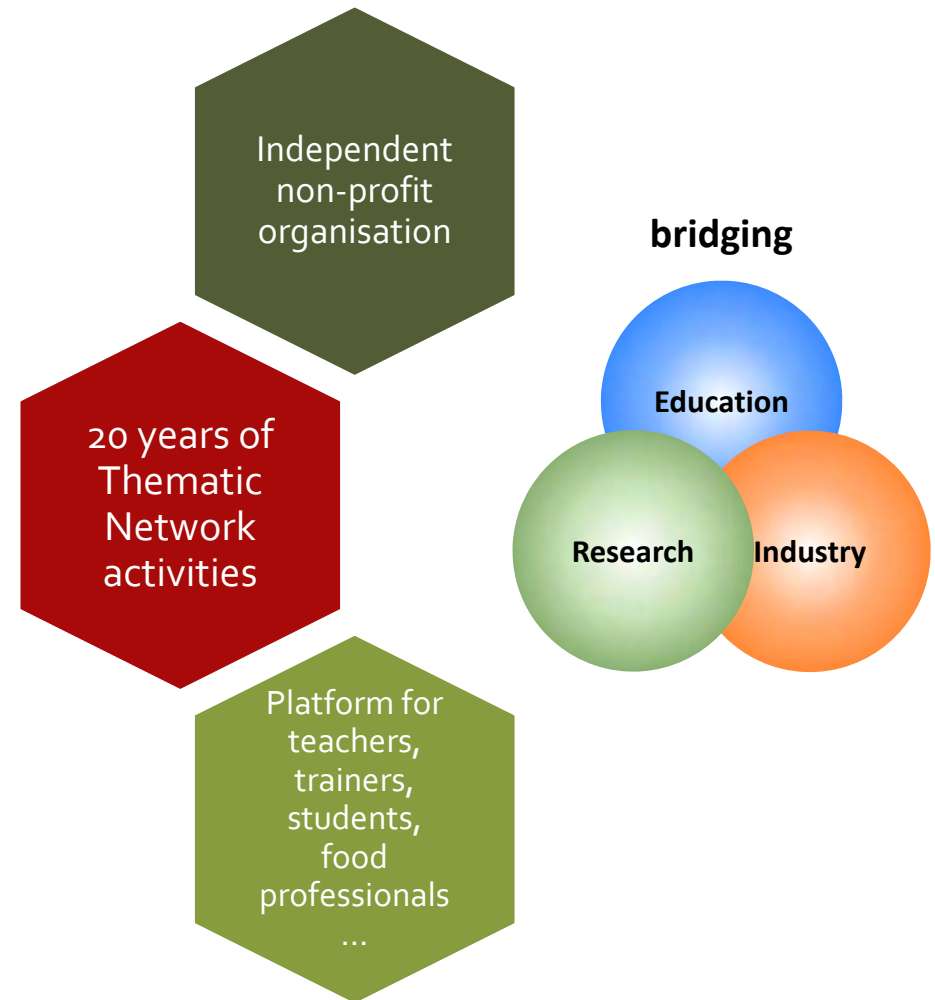 Independent
non-profit
organisation
bridging
Education
Research
Industry
20 years of
Thematic
Network
activities
Platform for
teachers,
trainers,
students,
food
professionals
...